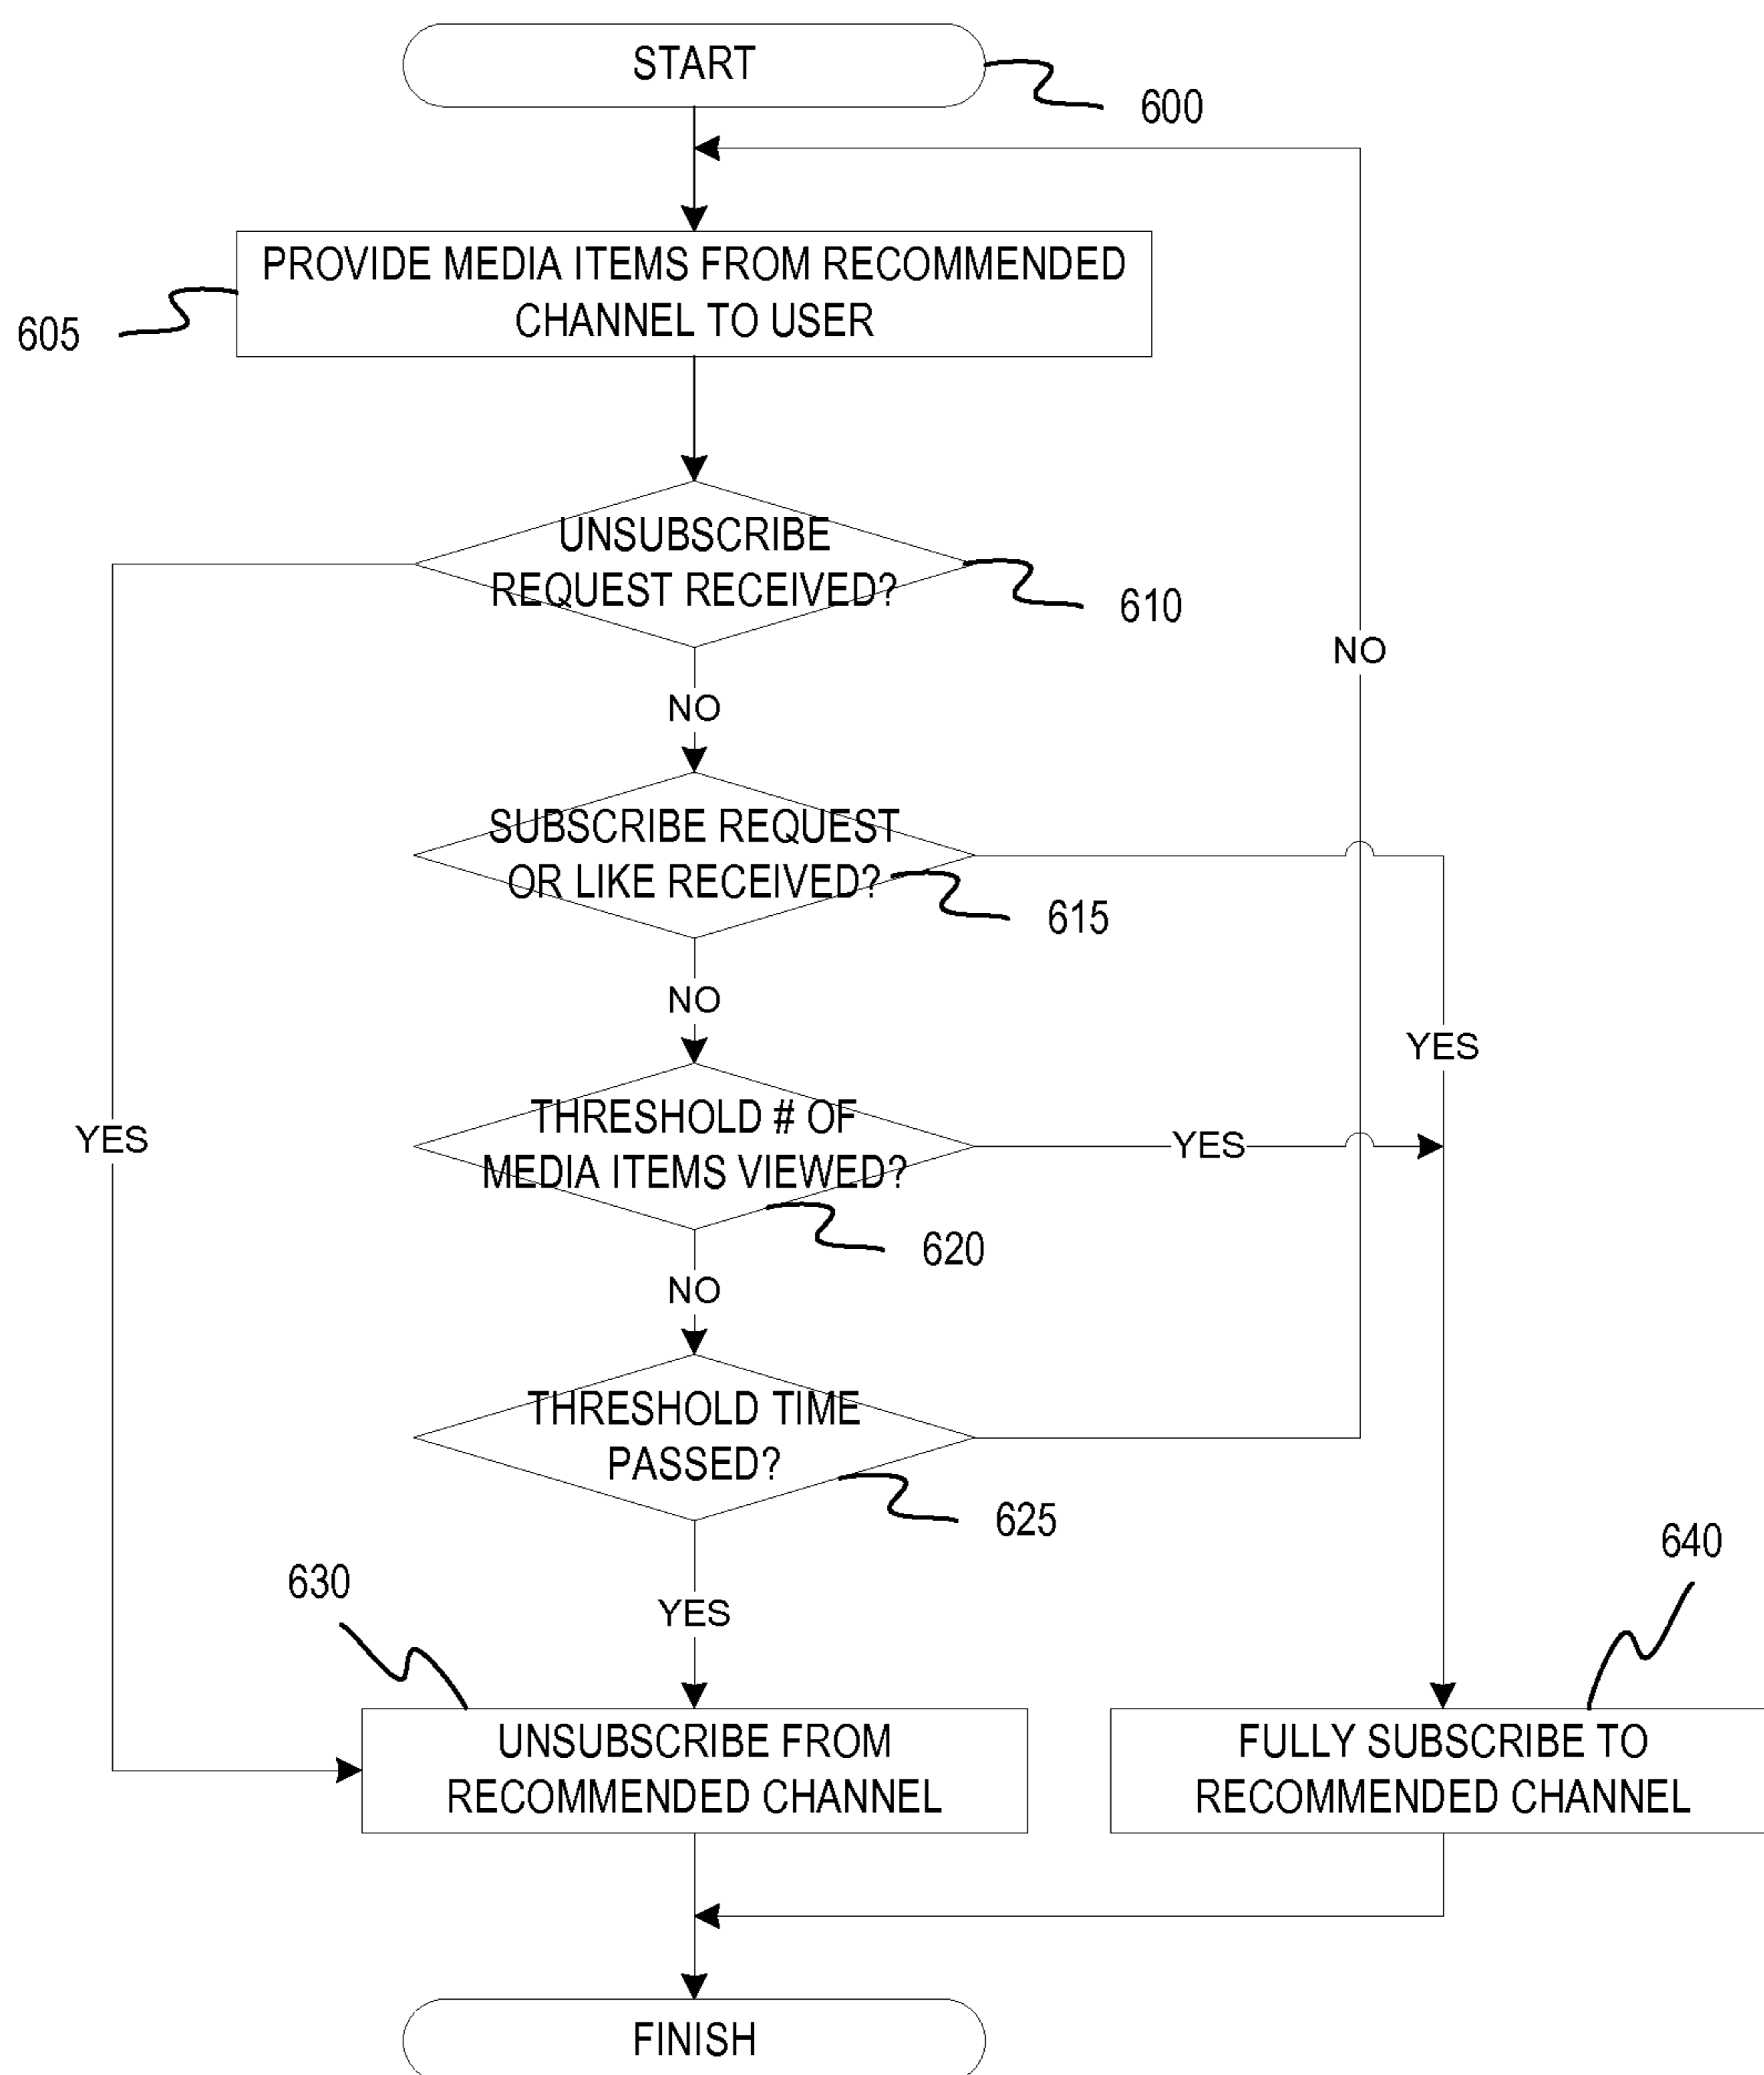 START
600
PROVIDE MEDIA ITEMS FROM RECOMMENDED
CHANNEL TO USER
605
UNSUBSCRIBE
REQUEST RECEIVED?
610
NO
NO
SUBSCRIBE REQUEST
OR LIKE RECEIVED?
615
NO
YES
THRESHOLD # OF
MEDIA ITEMS VIEWED?
YES
YES
620
NO
THRESHOLD TIME
PASSED?
625
640
630
YES
UNSUBSCRIBE FROM
RECOMMENDED CHANNEL
FULLY SUBSCRIBE TO
RECOMMENDED CHANNEL
FINISH